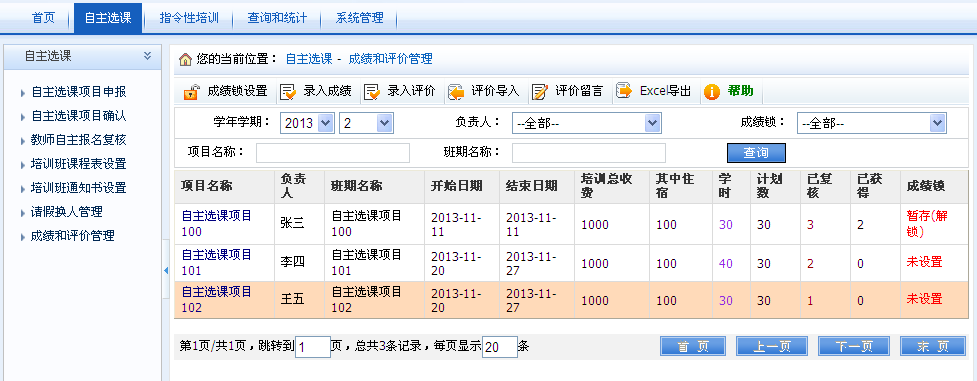 首页 自主选课 指令性培训 查询和统计 系统管理
自主选课
自主选课项目申报
自主选课项目确认
教师自主报名复核
培训班课程表设置
培训班通知书设置
请假换人管理
成绩和评价管理
您的当前位置： 自主选课 - 成绩和评价管理
成绩锁设置 录入成绩 录入评价 评价导入 评价留言 Excel导出 帮助
学年学期： 2013 2 负责人： --全部-- 成绩锁： --全部--
项目名称： 班期名称： 查询
项目名称 负责人 班期名称 开始日期 结束日期 培训总收费 其中住宿 学时 计划数 已复核 已获得 成绩锁
自主选课项目100 张三 自主选课项目100 2013-11-11 2013-11-11 1000 100 30 30 3 2 暂存(解锁)
自主选课项目101 李四 自主选课项目101 2013-11-20 2013-11-27 1000 100 40 30 2 0 未设置
自主选课项目102 王五 自主选课项目102 2013-11-20 2013-11-27 1000 100 30 30 1 0 未设置
第1页/共1页，跳转到 1 页，总共3条记录，每页显示 20 条 首 页 上一页 下一页 末 页